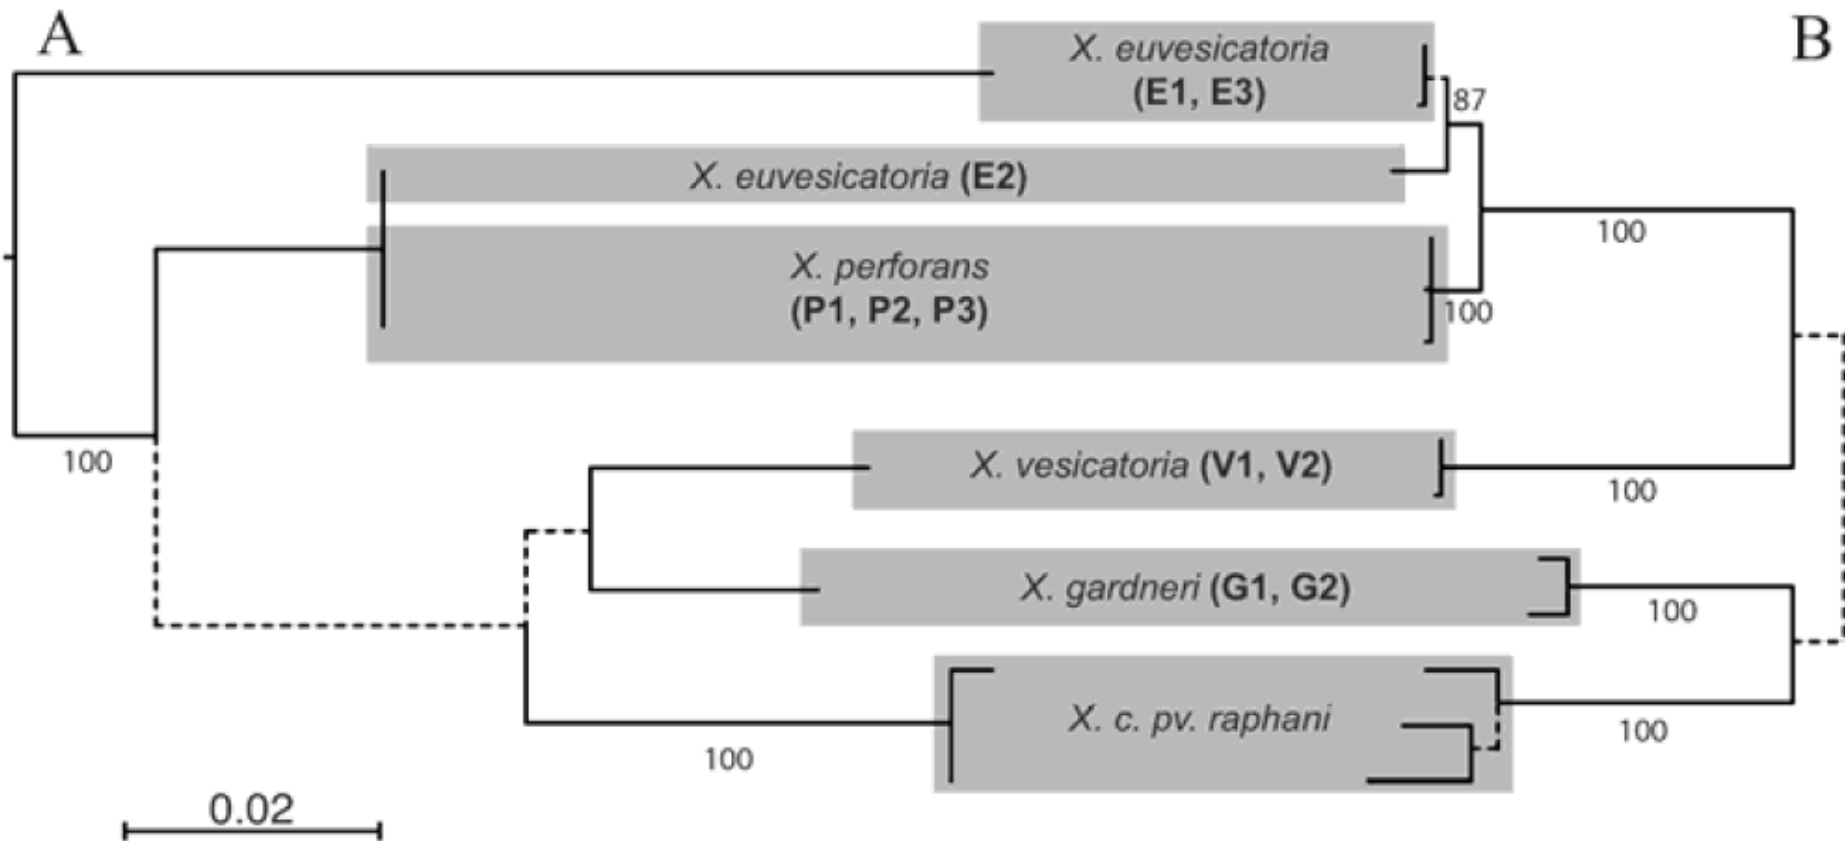 A
B
X. euvesicatoria
(E1, E3)
87
X. euvesicatoria (E2)
100
X. perforans
(P1, P2, P3)
100
100
X. vesicatoria (V1, V2)
100
X. gardneri (G1, G2)
100
X. c. pv. raphani
100
100
0.02